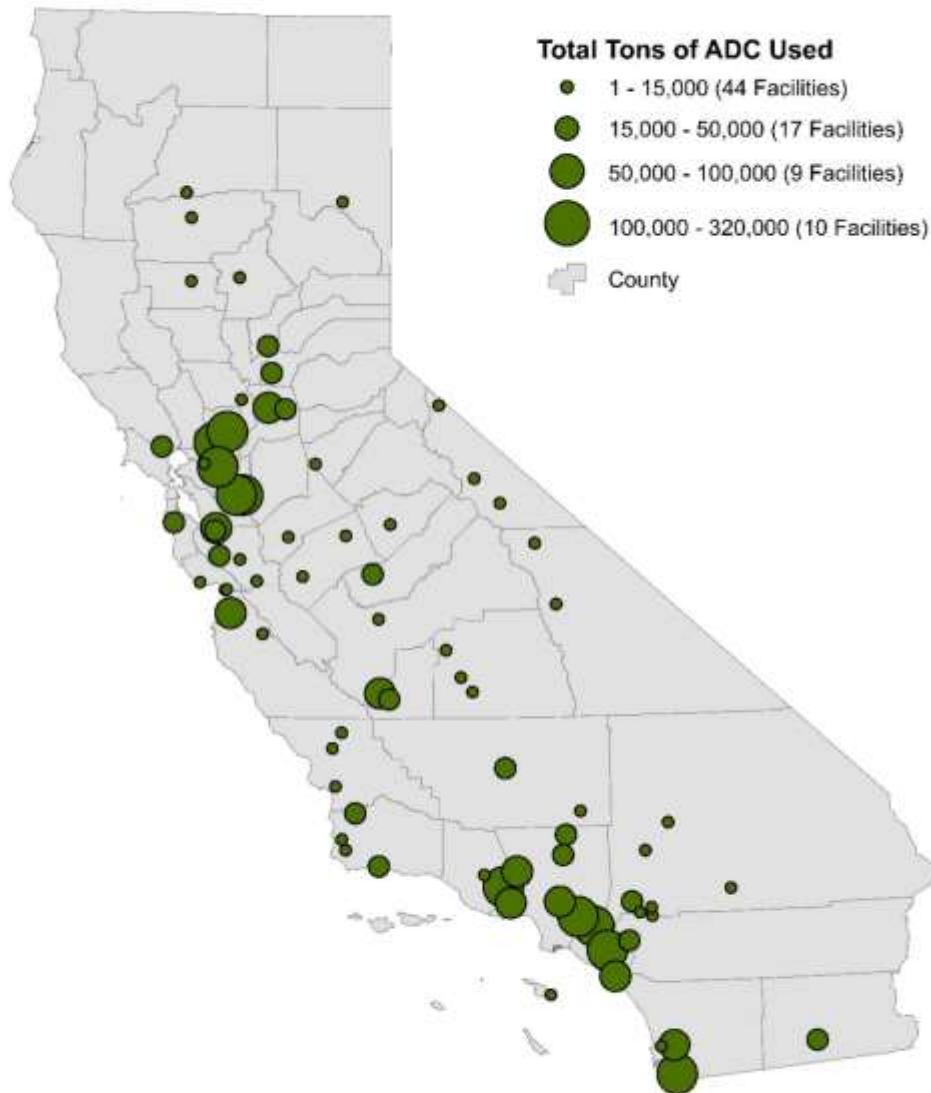 Total Tons of ADC Used
1 - 15,000 (44 Facilities)
15,000 - 50,000 (17 Facilities)
50,000 - 100,000 (9 Facilities)
100,000 - 320,000 (10 Facilities)
County